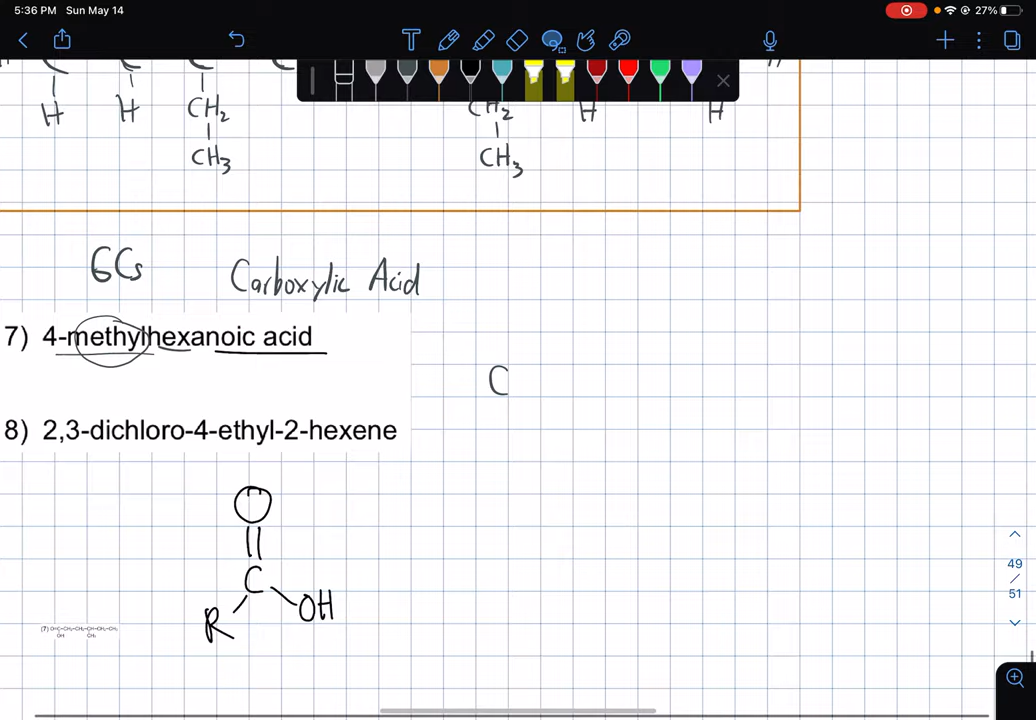 5:36 PM Sun May 14
27%
T
H H CH₂ CH₂ H H
CH₃ CH₃
6Cs Carboxylic Acid
7) 4-methylhexanoic acid
C
8) 2,3-dichloro-4-ethyl-2-hexene
O
C
R OH
49
/
51